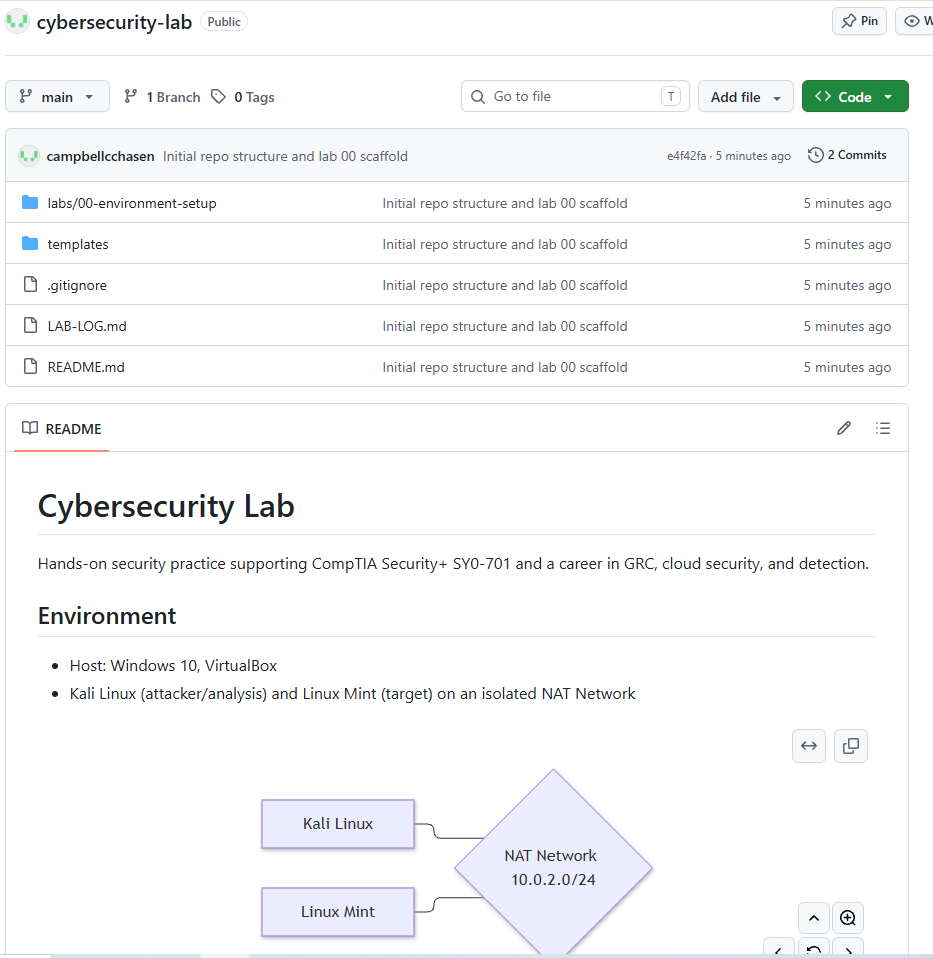 cybersecurity-lab Public Pin W
main 1 Branch 0 Tags Go to file T Add file Code
campbellcchasen Initial repo structure and lab 00 scaffold e4f42fa · 5 minutes ago 2 Commits
labs/00-environment-setup Initial repo structure and lab 00 scaffold 5 minutes ago
templates Initial repo structure and lab 00 scaffold 5 minutes ago
.gitignore Initial repo structure and lab 00 scaffold 5 minutes ago
LAB-LOG.md Initial repo structure and lab 00 scaffold 5 minutes ago
README.md Initial repo structure and lab 00 scaffold 5 minutes ago
README
Cybersecurity Lab
Hands-on security practice supporting CompTIA Security+ SY0-701 and a career in GRC, cloud security, and detection.
Environment
• Host: Windows 10, VirtualBox
• Kali Linux (attacker/analysis) and Linux Mint (target) on an isolated NAT Network
Kali Linux
NAT Network
10.0.2.0/24
Linux Mint